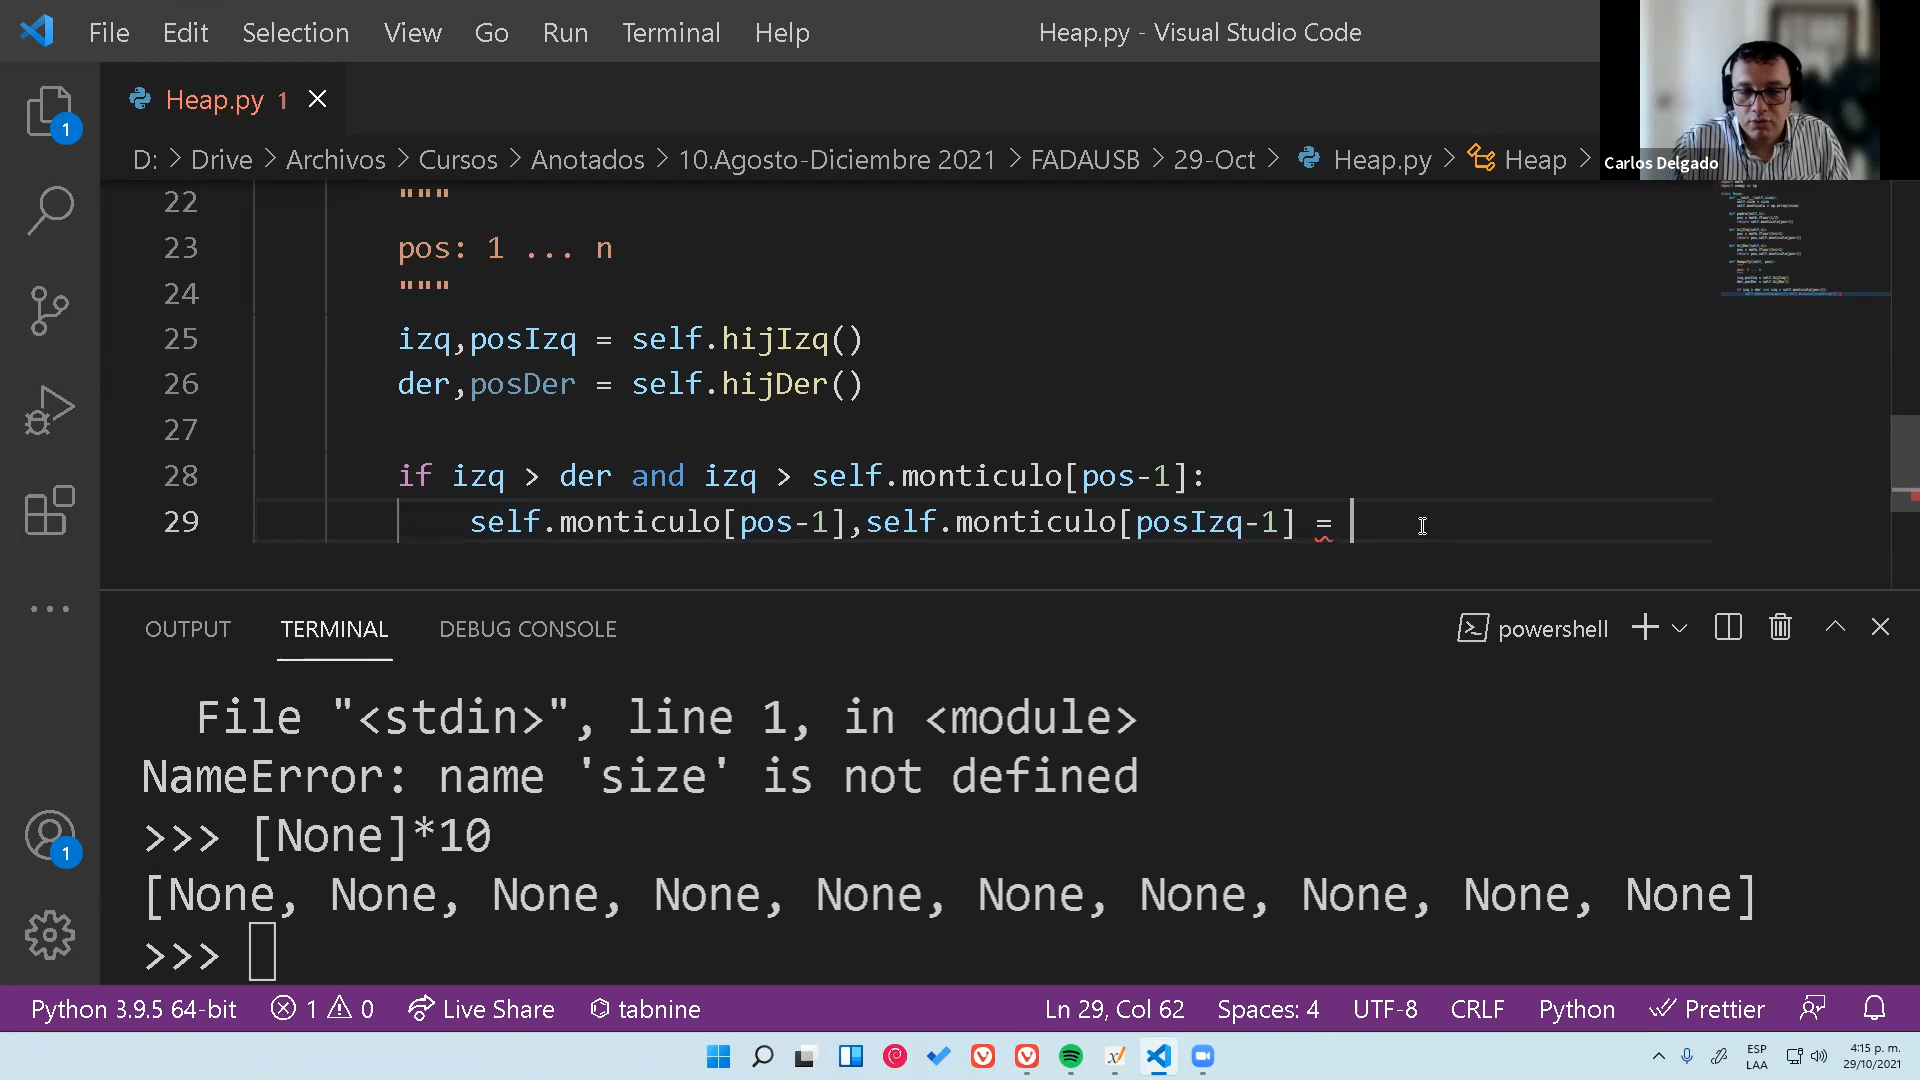 File Edit Selection View Go Run Terminal Help Heap.py - Visual Studio Code
Heap.py 1
D: > Drive > Archivos > Cursos > Anotados > 10.Agosto-Diciembre 2021 > FADAUSB > 29-Oct > Heap.py > Heap >
Carlos Delgado
22 """
23 pos: 1 ... n
24 """
25 izq,posIzq = self.hijIzq()
26 der,posDer = self.hijDer()
27
28 if izq > der and izq > self.monticulo[pos-1]:
29 self.monticulo[pos-1],self.monticulo[posIzq-1] =
OUTPUT TERMINAL DEBUG CONSOLE powershell
File "<stdin>", line 1, in <module>
NameError: name 'size' is not defined
>>> [None]*10
[None, None, None, None, None, None, None, None, None, None]
>>>
Python 3.9.5 64-bit 1 0 Live Share tabnine Ln 29, Col 62 Spaces: 4 UTF-8 CRLF Python Prettier
1
1
ESP
LAA
4:15 p. m.
29/10/2021